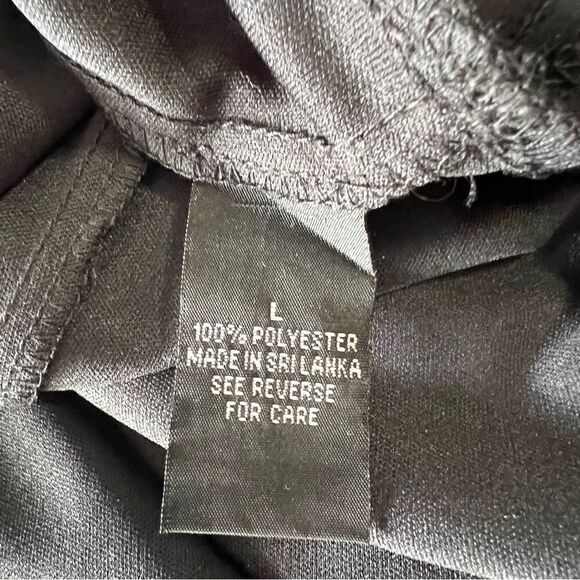 L
100% POLYESTER
MADE IN SRI LANKA
SEE REVERSE
FOR CARE